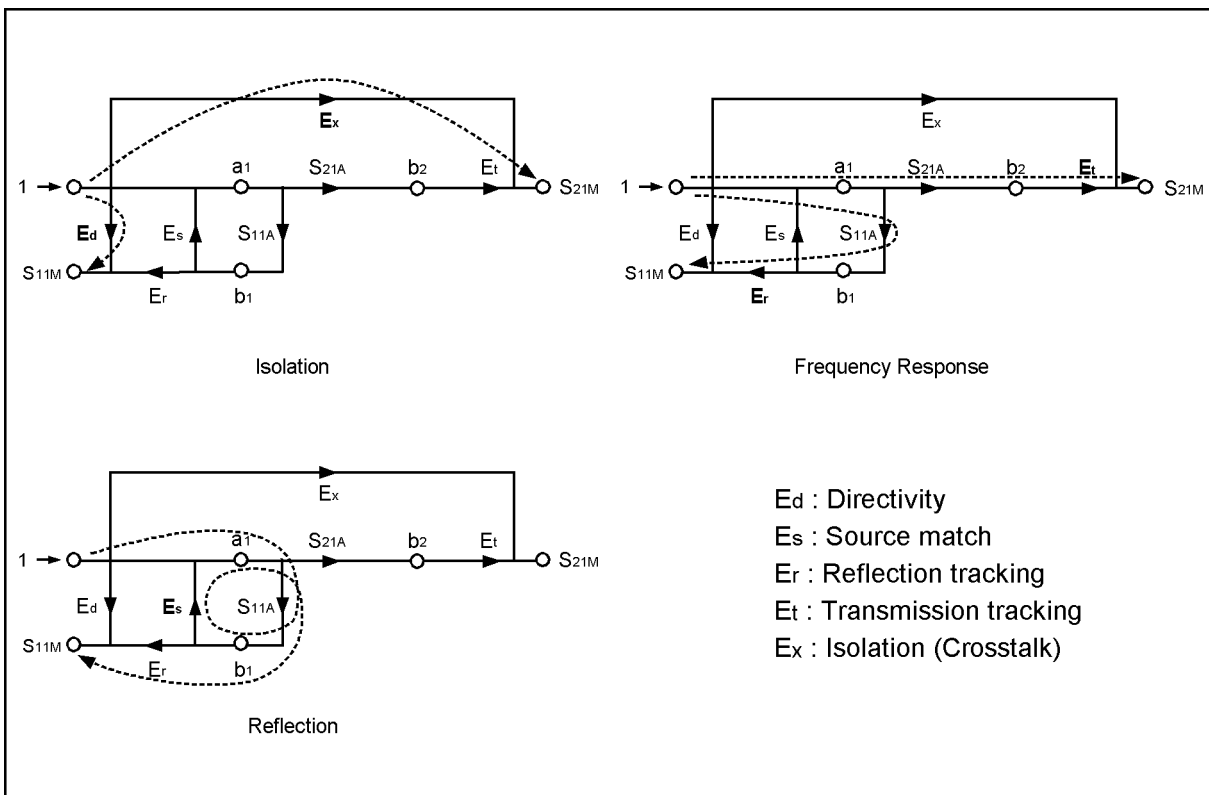 Ex
a1 S21A b2 Et
1 S21M
Ed Es S11A
S11M
Er b1
Isolation
Ex
a1 S21A b2 Et
1 S21M
Ed Es S11A
S11M
Er b1
Frequency Response
Ex
a1 S21A b2 Et
1 S21M
Ed Es S11A
S11M
Er b1
Reflection
Ed : Directivity
Es : Source match
Er : Reflection tracking
Et : Transmission tracking
Ex : Isolation (Crosstalk)